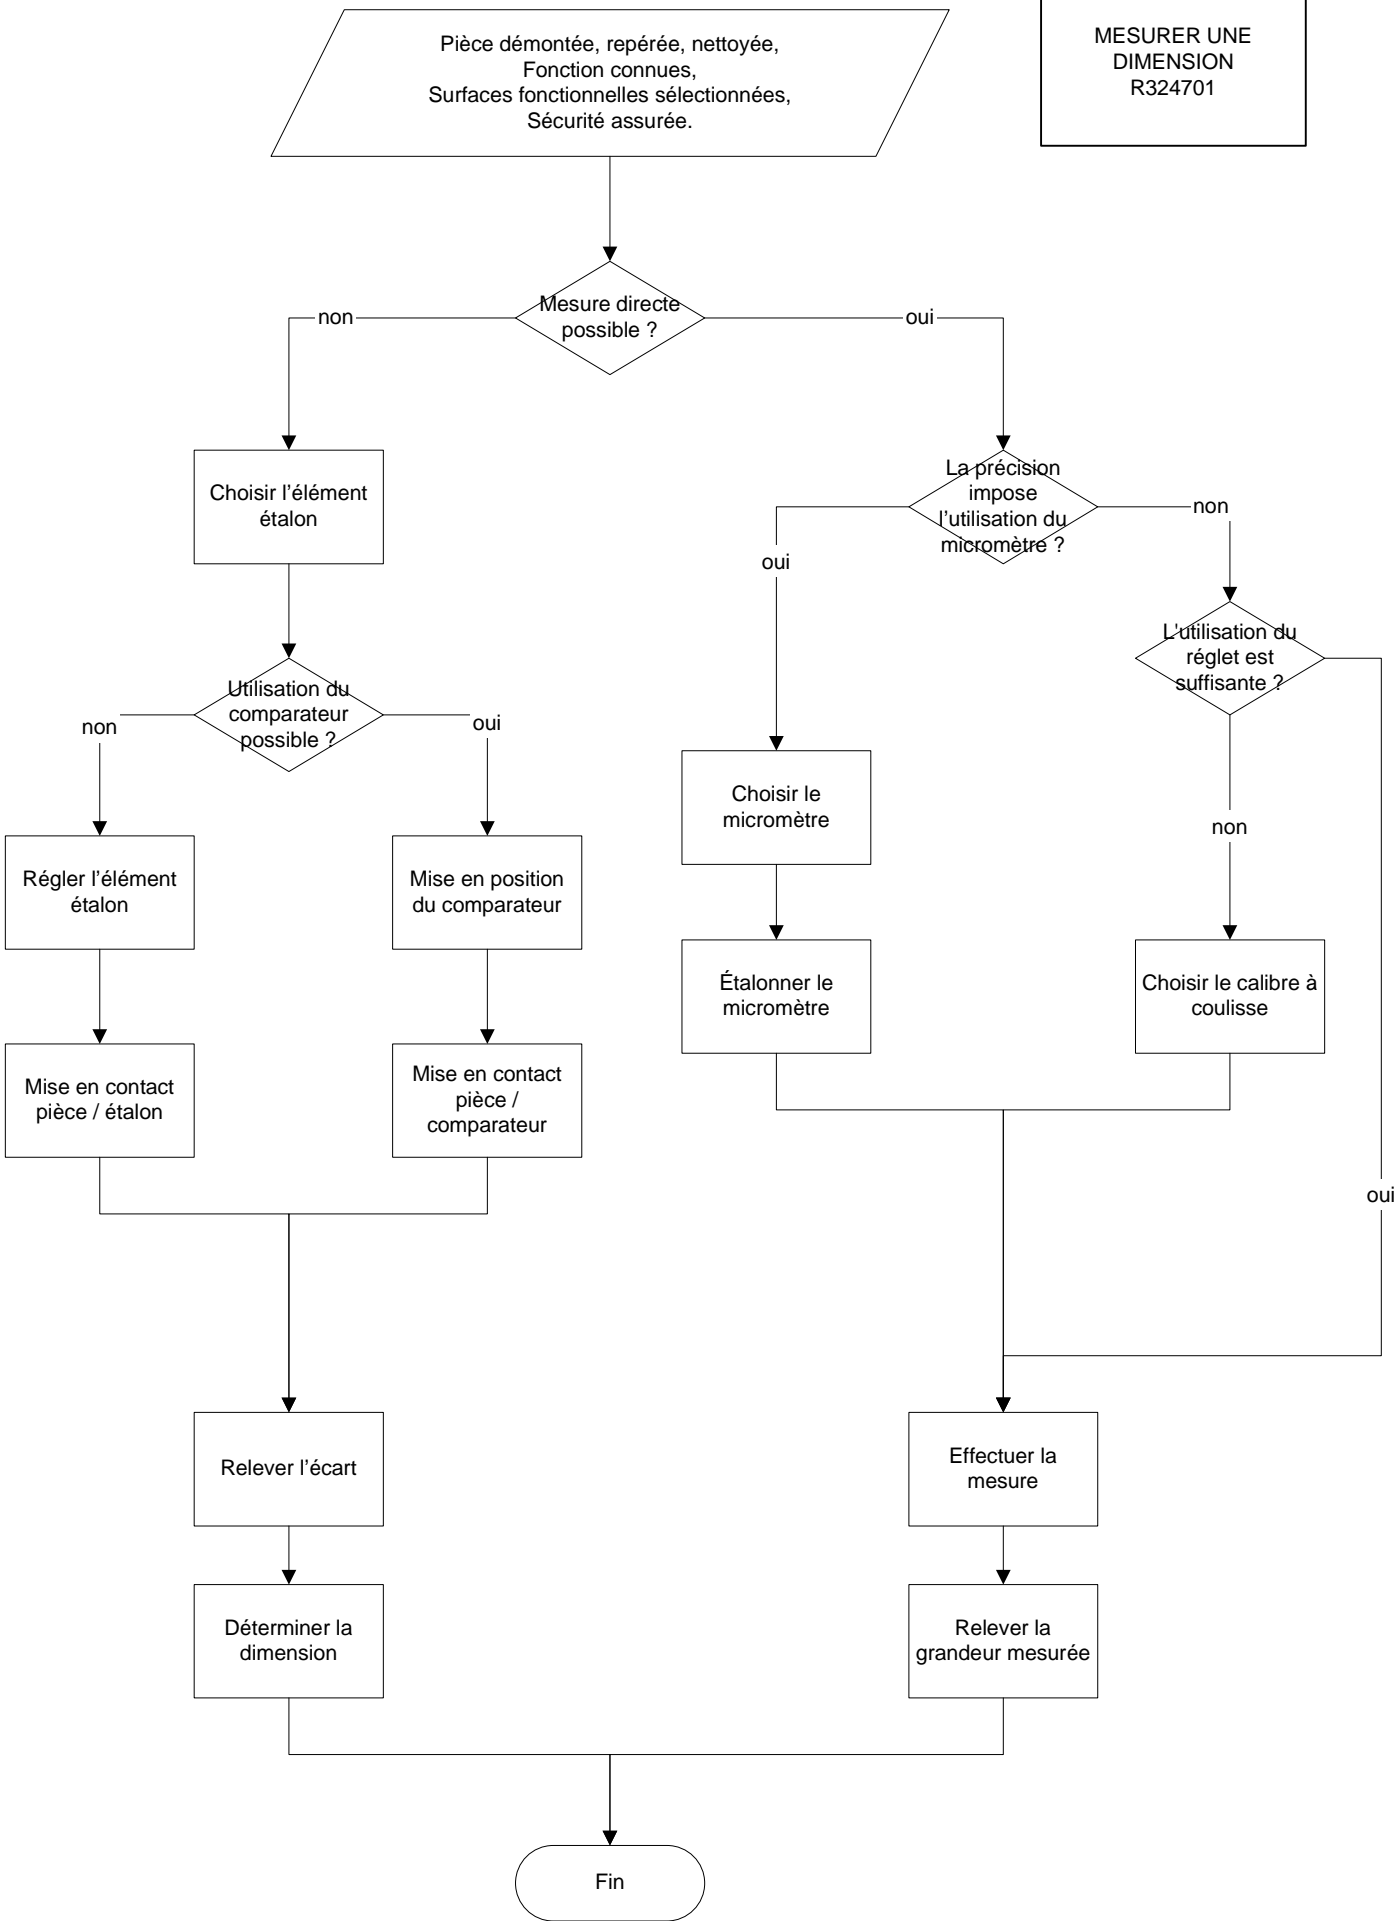 MESURER UNE
DIMENSION
R324701
Pièce démontée, repérée, nettoyée,
Fonction connues,
Surfaces fonctionnelles sélectionnées,
Sécurité assurée.
Mesure directe
possible ?
non
oui
Choisir l’élément
étalon
La précision
impose
l’utilisation du
micromètre ?
oui
non
L'utilisation du
réglet est
suffisante ?
Utilisation du
comparateur
possible ?
non
oui
Choisir le
micromètre
non
Régler l’élément
étalon
Mise en position
du comparateur
Étalonner le
micromètre
Choisir le calibre à
coulisse
Mise en contact
pièce / étalon
Mise en contact
pièce /
comparateur
oui
Relever l’écart
Effectuer la
mesure
Déterminer la
dimension
Relever la
grandeur mesurée
Fin